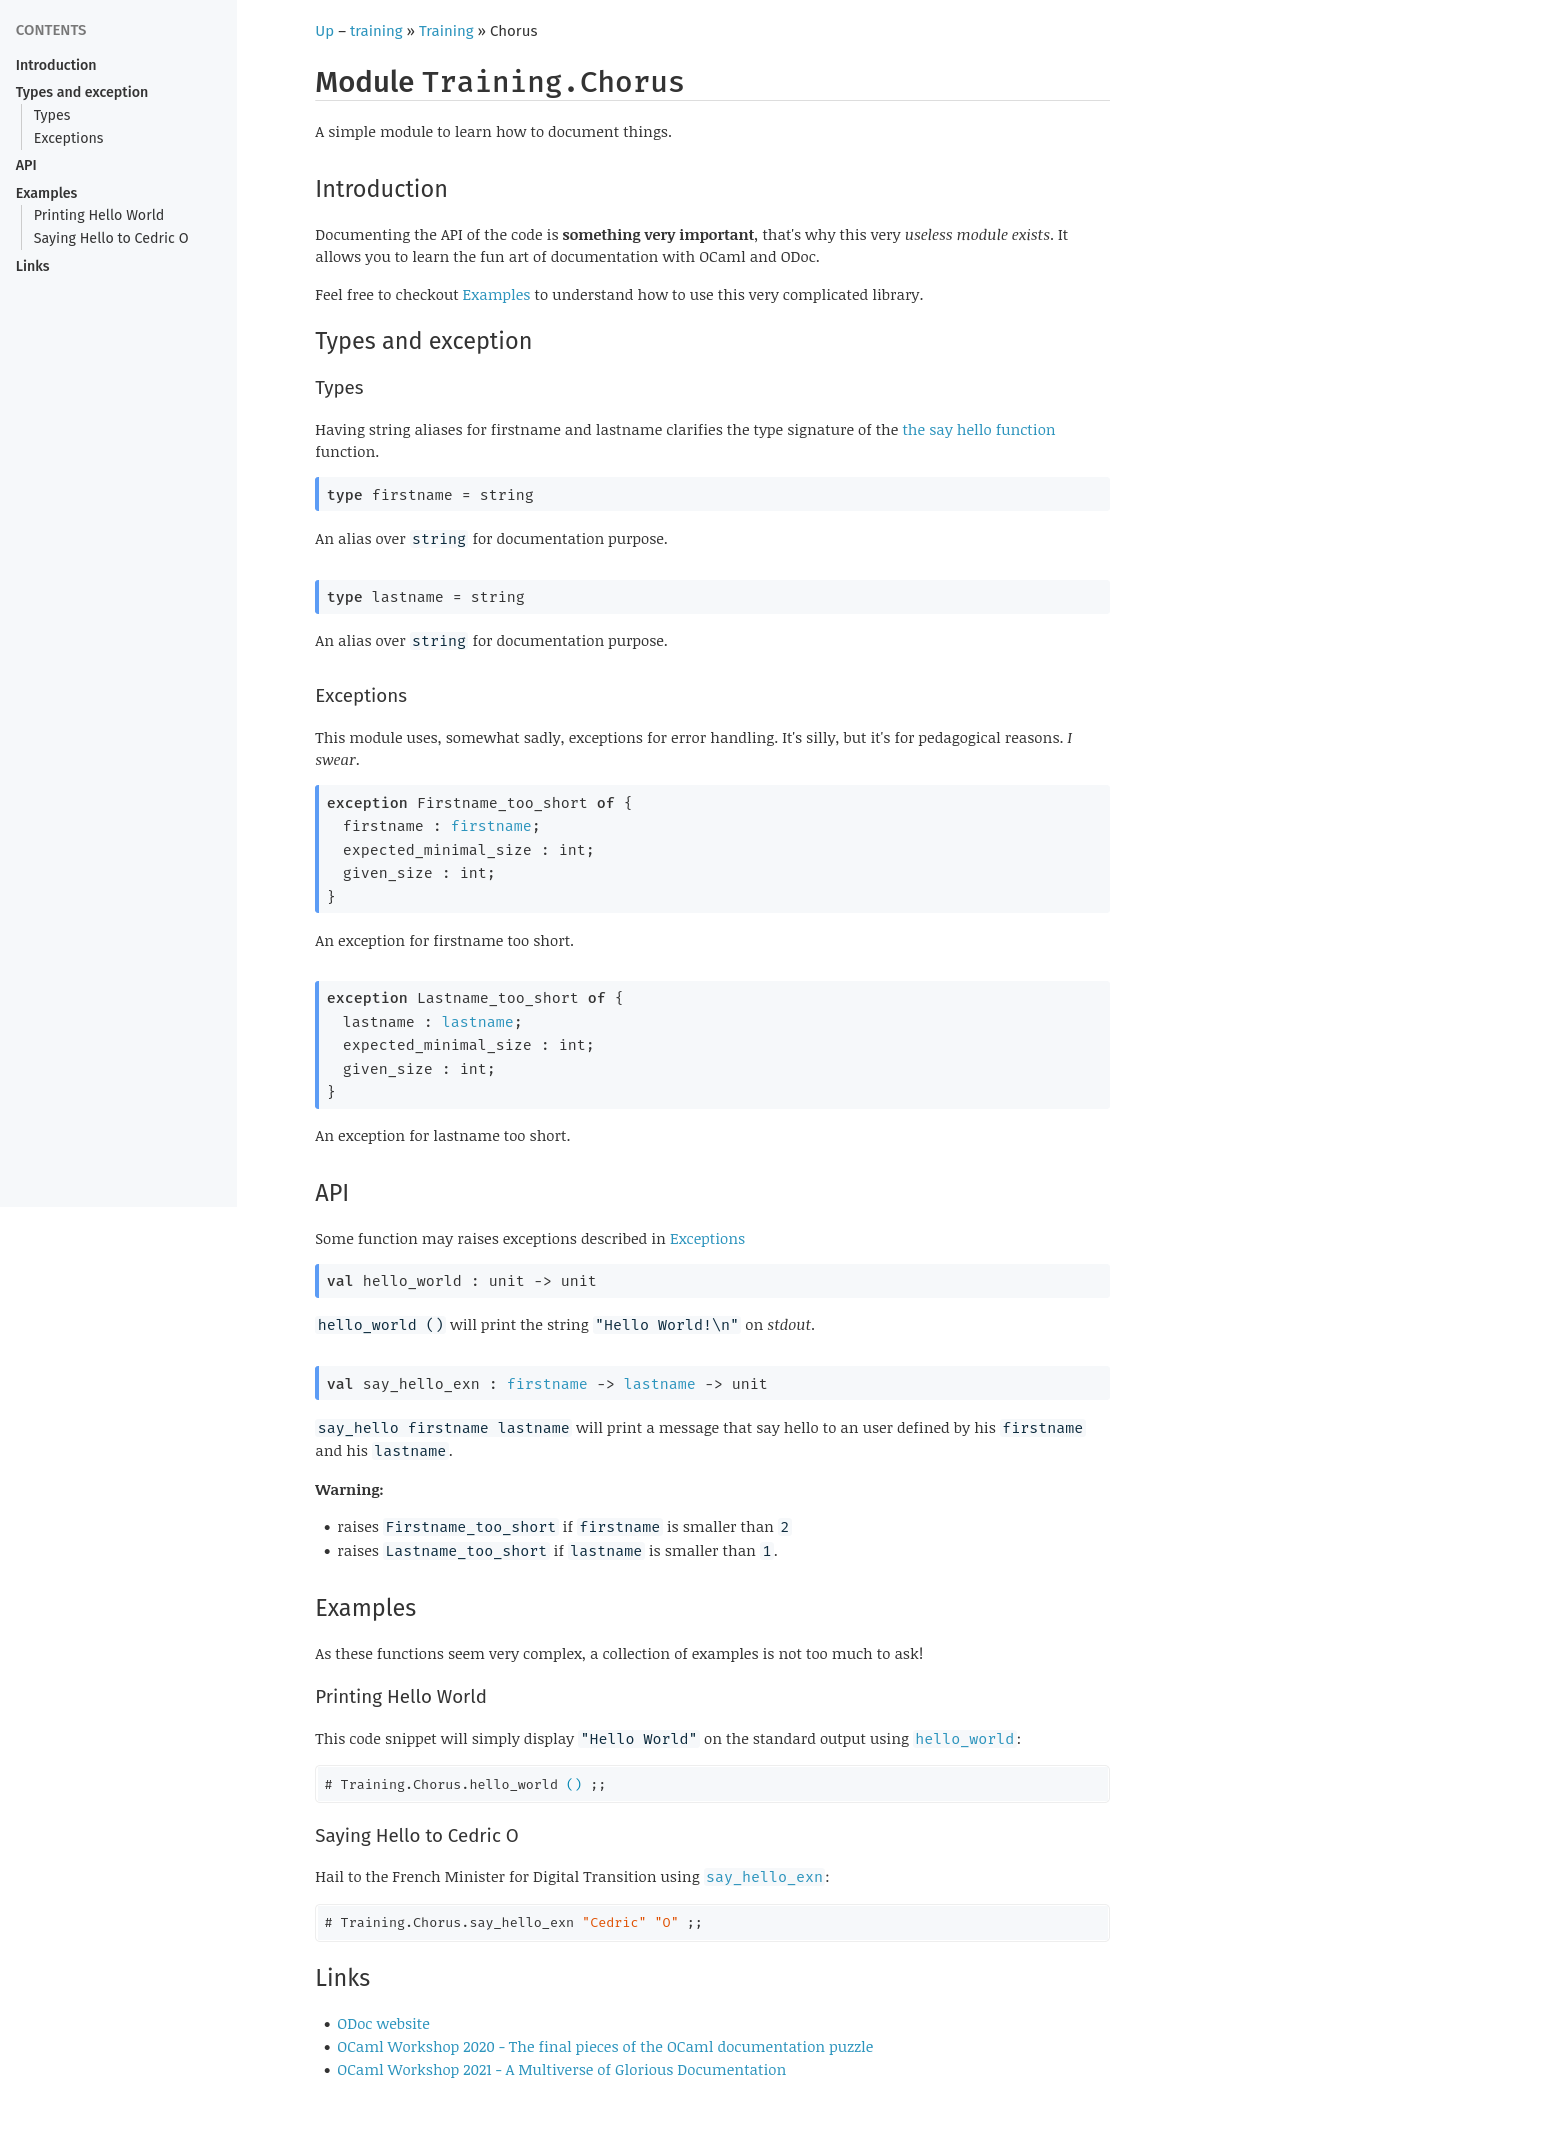 CONTENTS
Introduction
Types and exception
Types
Exceptions
API
Examples
Printing Hello World
Saying Hello to Cedric O
Links
Up – training » Training » Chorus
Module Training.Chorus
A simple module to learn how to document things.
Introduction
Documenting the API of the code is something very important, that's why this very useless module exists. It
allows you to learn the fun art of documentation with OCaml and ODoc.
Feel free to checkout Examples to understand how to use this very complicated library.
Types and exception
Types
Having string aliases for firstname and lastname clarifies the type signature of the the say hello function
function.
type firstname = string
An alias over string for documentation purpose.
type lastname = string
An alias over string for documentation purpose.
Exceptions
This module uses, somewhat sadly, exceptions for error handling. It's silly, but it's for pedagogical reasons. I
swear.
exception Firstname_too_short of {
firstname : firstname;
expected_minimal_size : int;
given_size : int;
}
An exception for firstname too short.
exception Lastname_too_short of {
lastname : lastname;
expected_minimal_size : int;
given_size : int;
}
An exception for lastname too short.
API
Some function may raises exceptions described in Exceptions
val hello_world : unit -> unit
hello_world () will print the string "Hello World!\n" on stdout.
val say_hello_exn : firstname -> lastname -> unit
say_hello firstname lastname will print a message that say hello to an user defined by his firstname
and his lastname.
Warning:
• raises Firstname_too_short if firstname is smaller than 2
• raises Lastname_too_short if lastname is smaller than 1.
Examples
As these functions seem very complex, a collection of examples is not too much to ask!
Printing Hello World
This code snippet will simply display "Hello World" on the standard output using hello_world:
# Training.Chorus.hello_world () ;;
Saying Hello to Cedric O
Hail to the French Minister for Digital Transition using say_hello_exn:
# Training.Chorus.say_hello_exn "Cedric" "O" ;;
Links
• ODoc website
• OCaml Workshop 2020 - The final pieces of the OCaml documentation puzzle
• OCaml Workshop 2021 - A Multiverse of Glorious Documentation